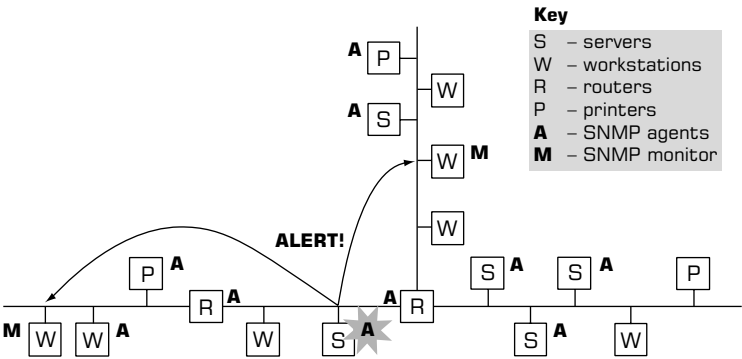 Key
S – servers
W – workstations
R – routers
P – printers
A – SNMP agents
M – SNMP monitor
A P
W
A S
W M
W
ALERT!
P A
R A
A R
S A
S A
P
M W
W A
W
S A
S A
W